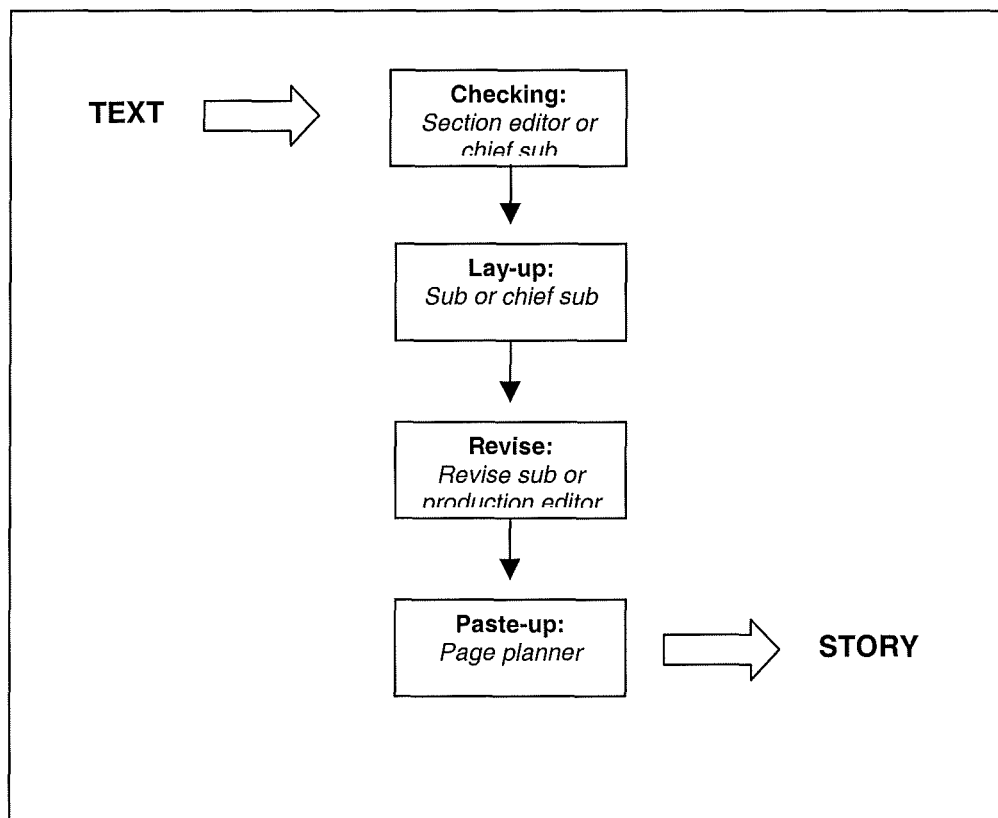 TEXT
Checking:
Section editor or
chief sub
Lay-up:
Sub or chief sub
Revise:
Revise sub or
production editor
Paste-up:
Page planner
STORY